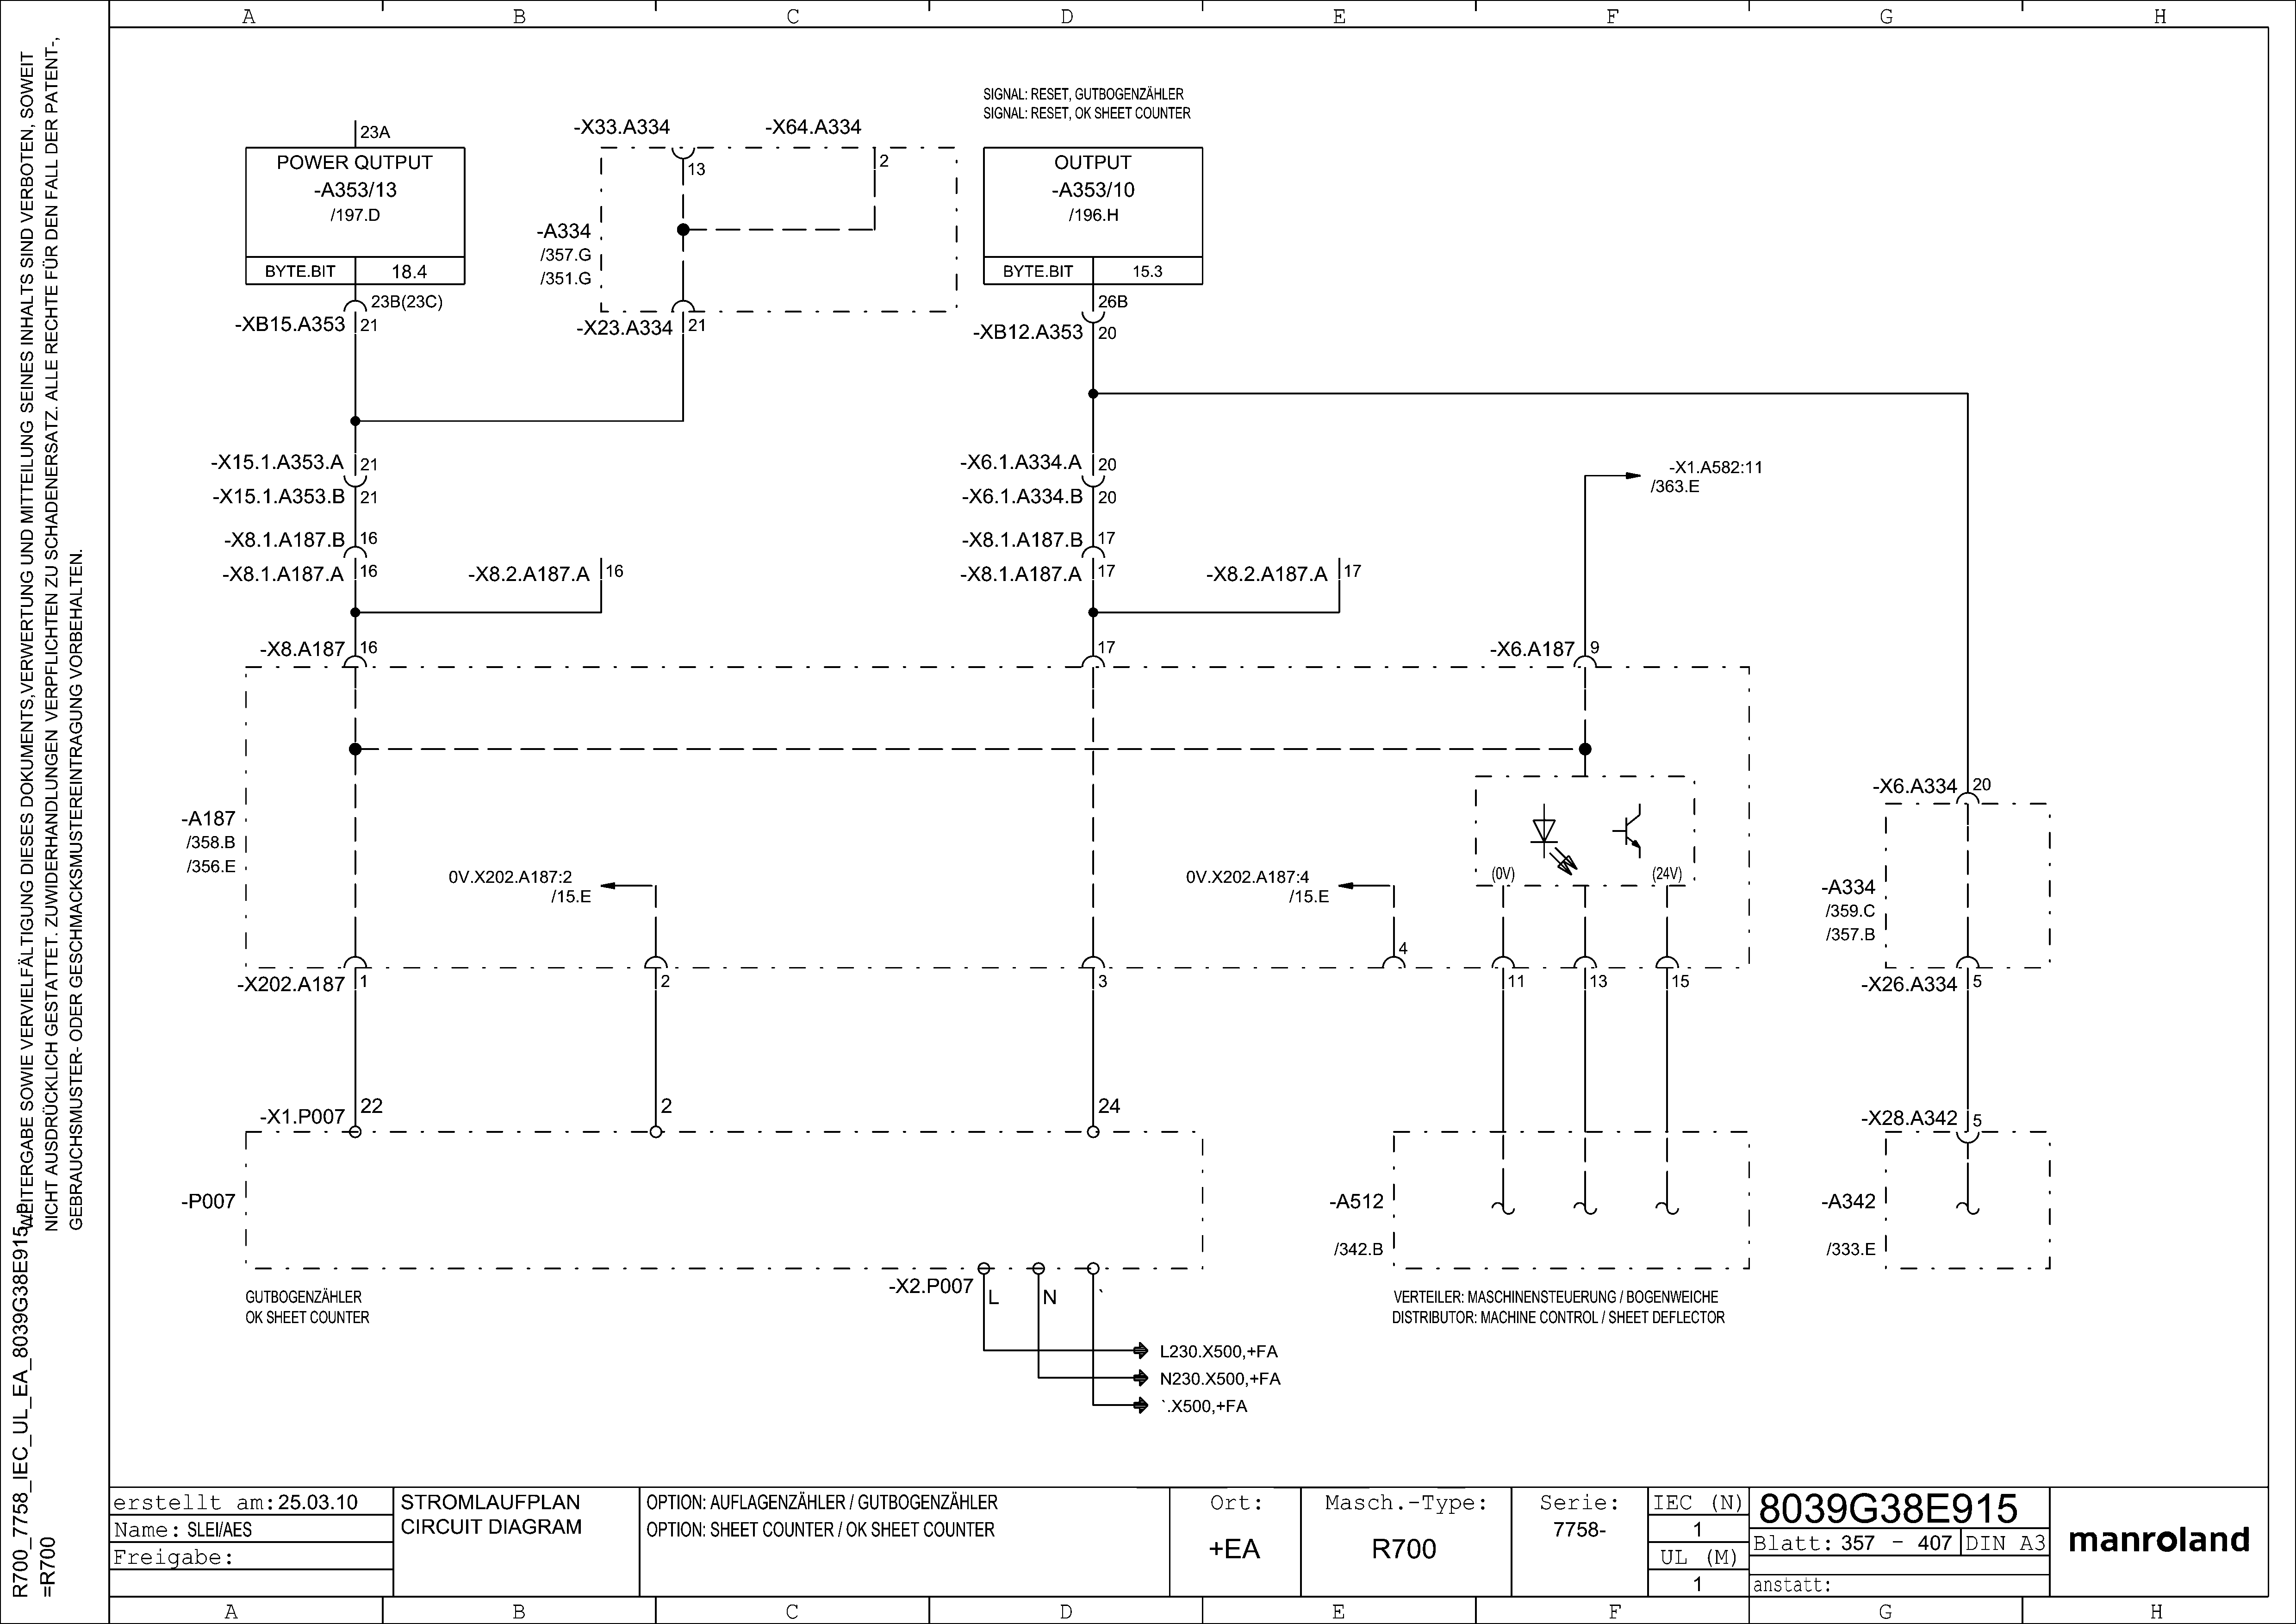 A B C D E F G H
WEITERGABE SOWIE VERVIELFÄLTIGUNG DIESES DOKUMENTS,VERWERTUNG UND MITTEILUNG SEINES INHALTS SIND VERBOTEN, SOWEIT
NICHT AUSDRÜCKLICH GESTATTET. ZUWIDERHANDLUNGEN VERPFLICHTEN ZU SCHADENERSATZ. ALLE RECHTE FÜR DEN FALL DER PATENT-,
GEBRAUCHSMUSTER- ODER GESCHMACKSMUSTEREINTRAGUNG VORBEHALTEN.
R700_7758_IEC_UL_EA_8039G38E915_
=R700
SIGNAL: RESET, GUTBOGENZÄHLER
SIGNAL: RESET, OK SHEET COUNTER
23A
-X33.A334
-X64.A334
POWER QUTPUT
-A353/13
/197.D
BYTE.BIT 18.4
13
2
-A334
/357.G
/351.G
OUTPUT
-A353/10
/196.H
BYTE.BIT 15.3
23B(23C)
-XB15.A353 21
-X23.A334 21
26B
-XB12.A353 20
-X15.1.A353.A 21
-X15.1.A353.B 21
-X6.1.A334.A 20
-X6.1.A334.B 20
-X1.A582:11
/363.E
-X8.1.A187.B 16
-X8.1.A187.A 16
-X8.2.A187.A 16
-X8.1.A187.B 17
-X8.1.A187.A 17
-X8.2.A187.A 17
-X8.A187 16
17
-X6.A187 9
-X6.A334 20
-A187
/358.B
/356.E
0V.X202.A187:2
/15.E
0V.X202.A187:4
/15.E
(0V)
(24V)
-A334
/359.C
/357.B
4
-X202.A187 1
2
3
11
13
15
-X26.A334 5
-X1.P007 22
2
24
-X28.A342 5
-P007
-A512
/342.B
-A342
/333.E
GUTBOGENZÄHLER
OK SHEET COUNTER
-X2.P007 L N `
VERTEILER: MASCHINENSTEUERUNG / BOGENWEICHE
DISTRIBUTOR: MACHINE CONTROL / SHEET DEFLECTOR
L230.X500,+FA
N230.X500,+FA
`.X500,+FA
erstellt am: 25.03.10
Name: SLEI/AES
Freigabe:
STROMLAUFPLAN
CIRCUIT DIAGRAM
OPTION: AUFLAGENZÄHLER / GUTBOGENZÄHLER
OPTION: SHEET COUNTER / OK SHEET COUNTER
Ort:
+EA
Masch.-Type:
R700
Serie:
7758-
IEC (N)
1
UL (M)
1
8039G38E915
Blatt: 357 - 407 DIN A3
anstatt:
manroland
A B C D E F G H